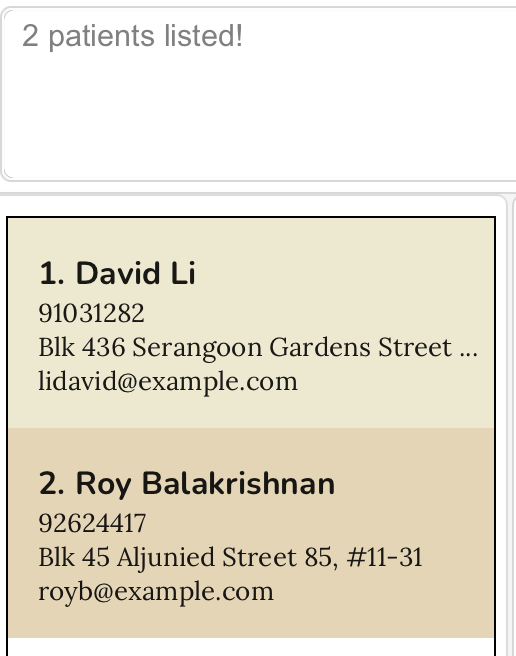 2 patients listed!
1. David Li
91031282
Blk 436 Serangoon Gardens Street ...
lidavid@example.com
2. Roy Balakrishnan
92624417
Blk 45 Aljunied Street 85, #11-31
royb@example.com